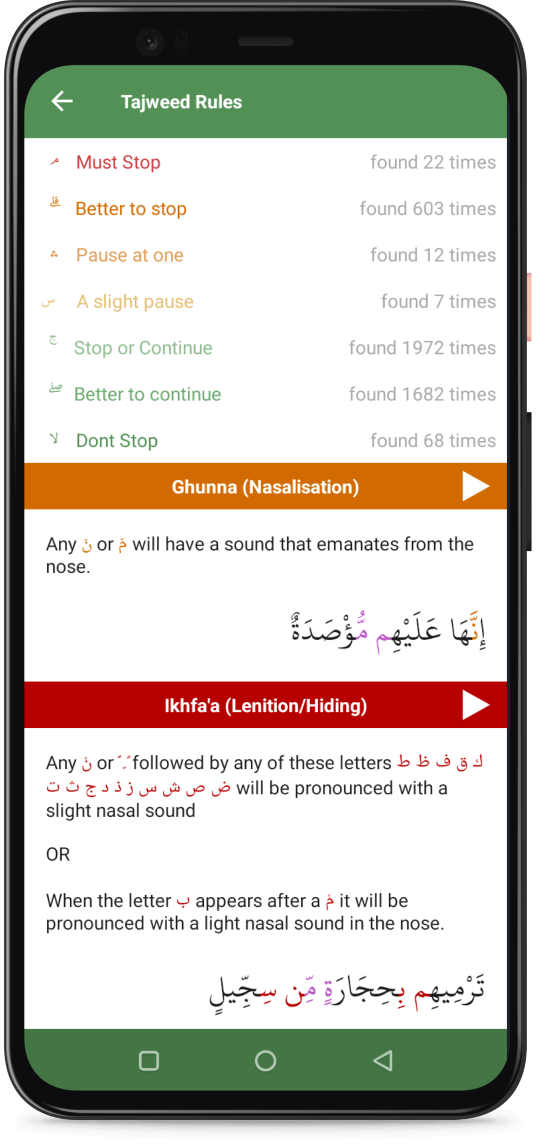 Tajweed Rules
مـ Must Stop found 22 times
قلى Better to stop found 603 times
∴ Pause at one found 12 times
س A slight pause found 7 times
ج Stop or Continue found 1972 times
صلى Better to continue found 1682 times
لا Dont Stop found 68 times
Ghunna (Nasalisation)
Any نّ or مّ will have a sound that emanates from the
nose.
إِنَّهَا عَلَيْهِم مُّؤْصَدَةٌ
Ikhfa'a (Lenition/Hiding)
Any نْ or ـًـٍـٌ followed by any of these letters ك ق ف ظ ط
ض ص ش س ز ذ د ج ث ت will be pronounced with a
slight nasal sound
OR
When the letter ب appears after a مْ it will be
pronounced with a light nasal sound in the nose.
تَرْمِيهِم بِحِجَارَةٍ مِّن سِجِّيلٍ